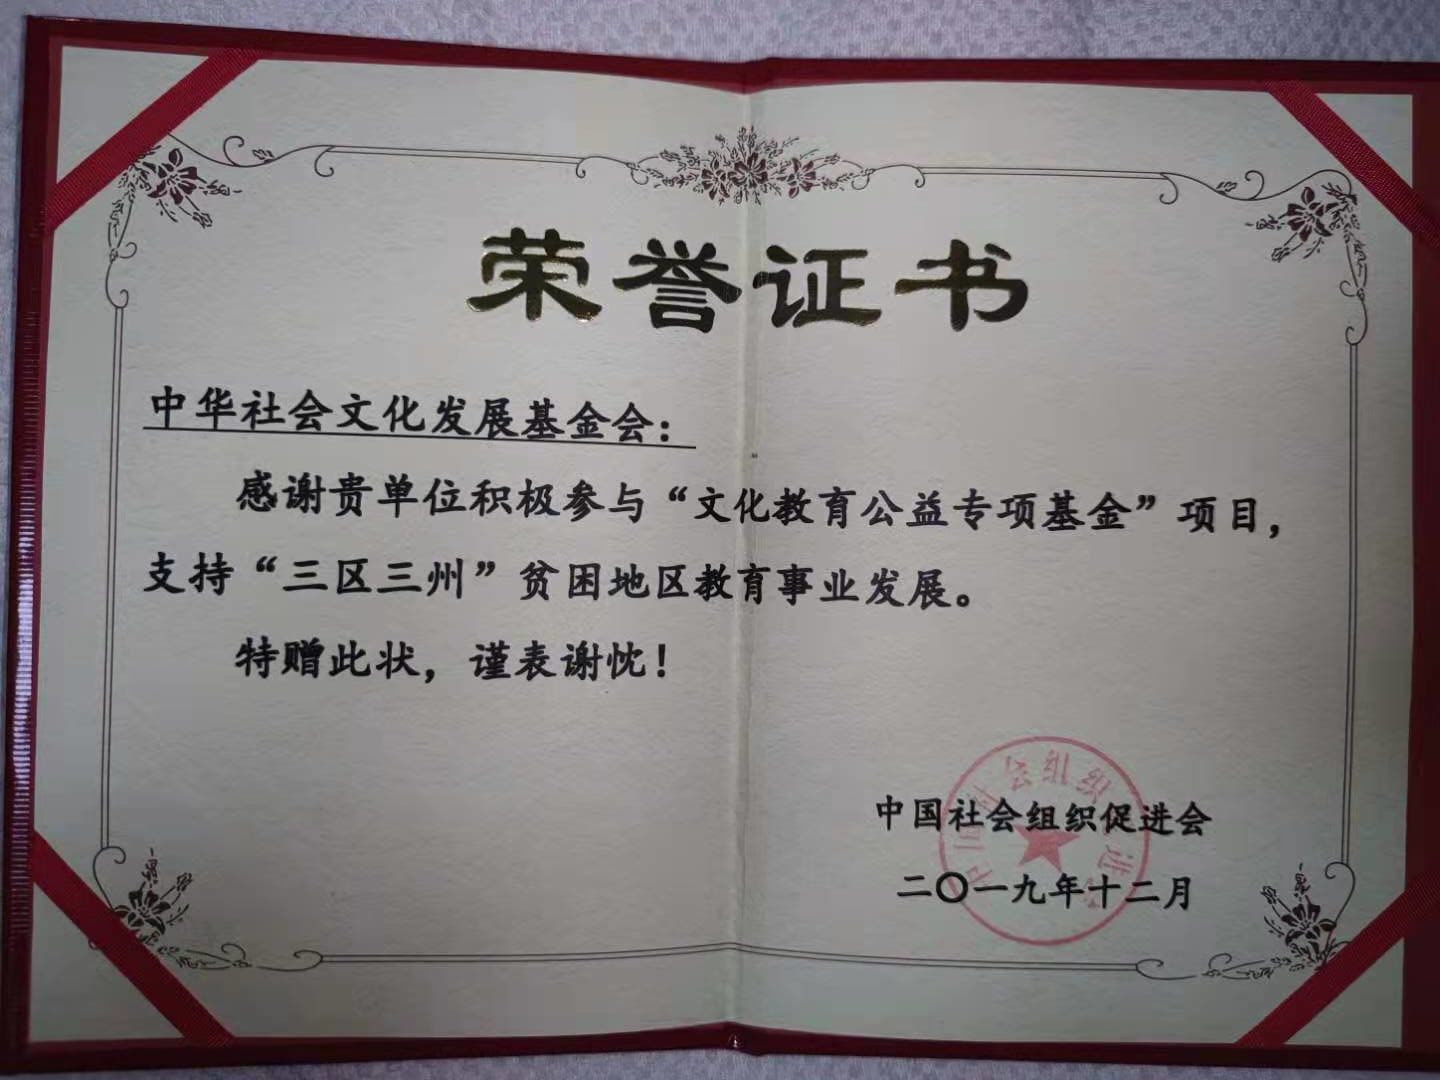 荣誉证书
中华社会文化发展基金会：
感谢贵单位积极参与“文化教育公益专项基金”项目，
支持“三区三州”贫困地区教育事业发展。
特赠此状，谨表谢忱！
中国社会组织促进会
二〇一九年十二月